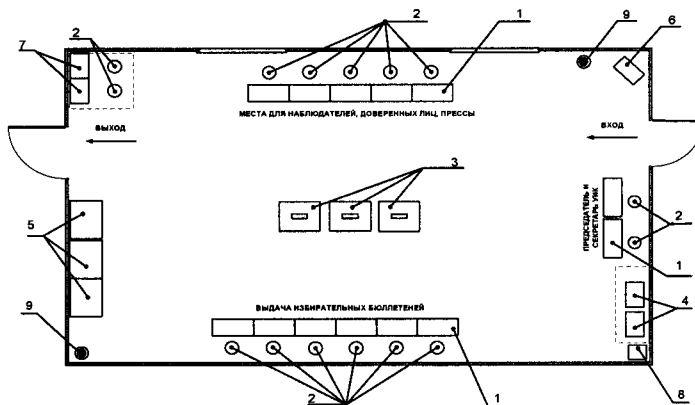 2
1
9
6
7
2
МЕСТА ДЛЯ НАБЛЮДАТЕЛЕЙ, ДОВЕРЕННЫХ ЛИЦ, ПРЕССЫ
ВЫХОД
ВХОД
3
ПРЕДСЕДАТЕЛЬ И
СЕКРЕТАРЬ УИК
2
5
1
4
ВЫДАЧА ИЗБИРАТЕЛЬНЫХ БЮЛЛЕТЕНЕЙ
9
2
1
8